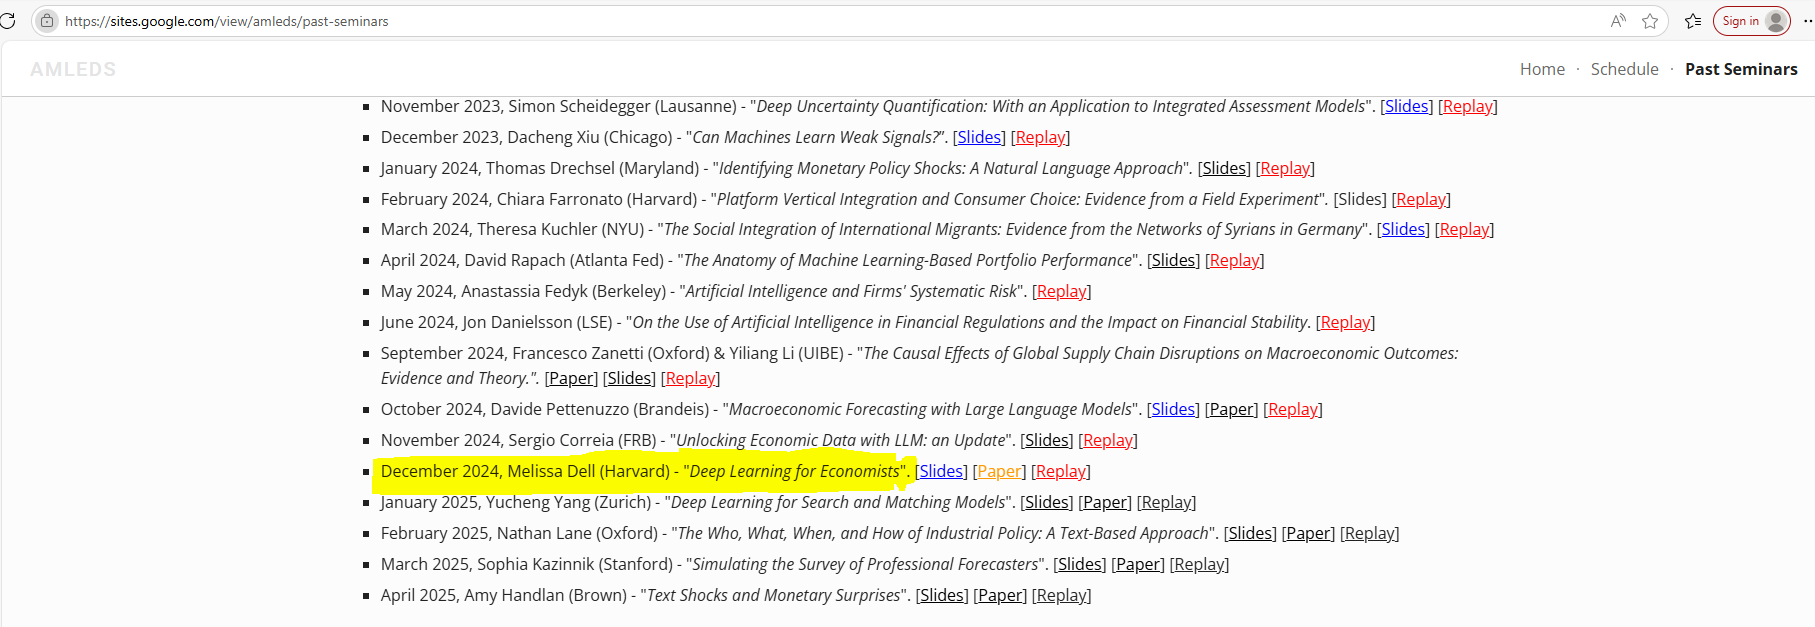 https://sites.google.com/view/amleds/past-seminars
Sign in
AMLEDS
Home · Schedule · Past Seminars
▪ November 2023, Simon Scheidegger (Lausanne) - "Deep Uncertainty Quantification: With an Application to Integrated Assessment Models". [Slides] [Replay]
▪ December 2023, Dacheng Xiu (Chicago) - "Can Machines Learn Weak Signals?". [Slides] [Replay]
▪ January 2024, Thomas Drechsel (Maryland) - "Identifying Monetary Policy Shocks: A Natural Language Approach". [Slides] [Replay]
▪ February 2024, Chiara Farronato (Harvard) - "Platform Vertical Integration and Consumer Choice: Evidence from a Field Experiment". [Slides] [Replay]
▪ March 2024, Theresa Kuchler (NYU) - "The Social Integration of International Migrants: Evidence from the Networks of Syrians in Germany". [Slides] [Replay]
▪ April 2024, David Rapach (Atlanta Fed) - "The Anatomy of Machine Learning-Based Portfolio Performance". [Slides] [Replay]
▪ May 2024, Anastassia Fedyk (Berkeley) - "Artificial Intelligence and Firms' Systematic Risk". [Replay]
▪ June 2024, Jon Danielsson (LSE) - "On the Use of Artificial Intelligence in Financial Regulations and the Impact on Financial Stability. [Replay]
▪ September 2024, Francesco Zanetti (Oxford) & Yiliang Li (UIBE) - "The Causal Effects of Global Supply Chain Disruptions on Macroeconomic Outcomes:
Evidence and Theory.". [Paper] [Slides] [Replay]
▪ October 2024, Davide Pettenuzzo (Brandeis) - "Macroeconomic Forecasting with Large Language Models". [Slides] [Paper] [Replay]
▪ November 2024, Sergio Correia (FRB) - "Unlocking Economic Data with LLM: an Update". [Slides] [Replay]
▪ December 2024, Melissa Dell (Harvard) - "Deep Learning for Economists". [Slides] [Paper] [Replay]
▪ January 2025, Yucheng Yang (Zurich) - "Deep Learning for Search and Matching Models". [Slides] [Paper] [Replay]
▪ February 2025, Nathan Lane (Oxford) - "The Who, What, When, and How of Industrial Policy: A Text-Based Approach". [Slides] [Paper] [Replay]
▪ March 2025, Sophia Kazinnik (Stanford) - "Simulating the Survey of Professional Forecasters". [Slides] [Paper] [Replay]
▪ April 2025, Amy Handlan (Brown) - "Text Shocks and Monetary Surprises". [Slides] [Paper] [Replay]